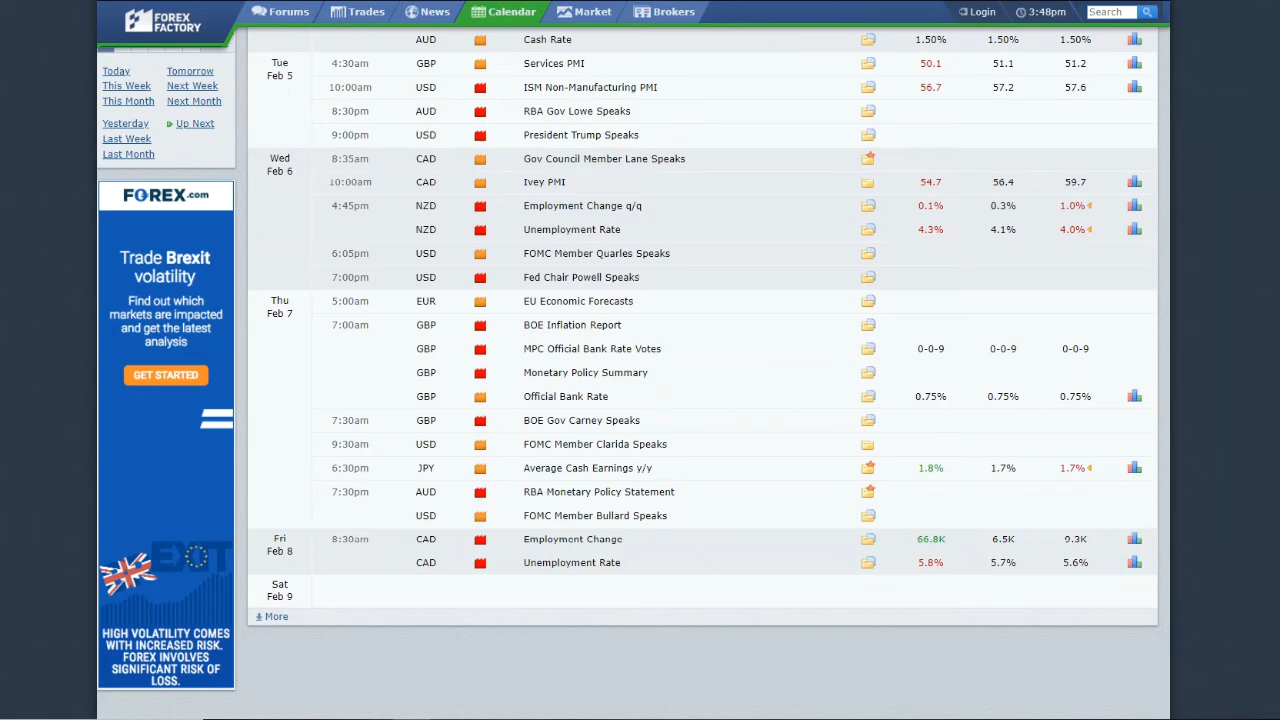 FOREX FACTORY
Forums Trades News Calendar Market Brokers Login 3:48pm Search
Today Tomorrow
This Week Next Week
This Month Next Month
Yesterday Up Next
Last Week
Last Month
FOREX.com
Trade Brexit
volatility
Find out which
markets are impacted
and get the latest
analysis
GET STARTED
EXIT
HIGH VOLATILITY COMES
WITH INCREASED RISK.
FOREX INVOLVES
SIGNIFICANT RISK OF
LOSS.
AUD Cash Rate 1.50% 1.50% 1.50%
Tue Feb 5 4:30am GBP Services PMI 50.1 51.1 51.2
10:00am USD ISM Non-Manufacturing PMI 56.7 57.2 57.6
8:30pm AUD RBA Gov Lowe Speaks
9:00pm USD President Trump Speaks
Wed Feb 6 8:35am CAD Gov Council Member Lane Speaks
10:00am CAD Ivey PMI 54.7 56.4 59.7
4:45pm NZD Employment Change q/q 0.1% 0.3% 1.0%
NZD Unemployment Rate 4.3% 4.1% 4.0%
6:05pm USD FOMC Member Quarles Speaks
7:00pm USD Fed Chair Powell Speaks
Thu Feb 7 5:00am EUR EU Economic Forecasts
7:00am GBP BOE Inflation Report
GBP MPC Official Bank Rate Votes 0-0-9 0-0-9 0-0-9
GBP Monetary Policy Summary
GBP Official Bank Rate 0.75% 0.75% 0.75%
7:30am GBP BOE Gov Carney Speaks
9:30am USD FOMC Member Clarida Speaks
6:30pm JPY Average Cash Earnings y/y 1.8% 1.7% 1.7%
7:30pm AUD RBA Monetary Policy Statement
USD FOMC Member Bullard Speaks
Fri Feb 8 8:30am CAD Employment Change 66.8K 6.5K 9.3K
CAD Unemployment Rate 5.8% 5.7% 5.6%
Sat Feb 9
More